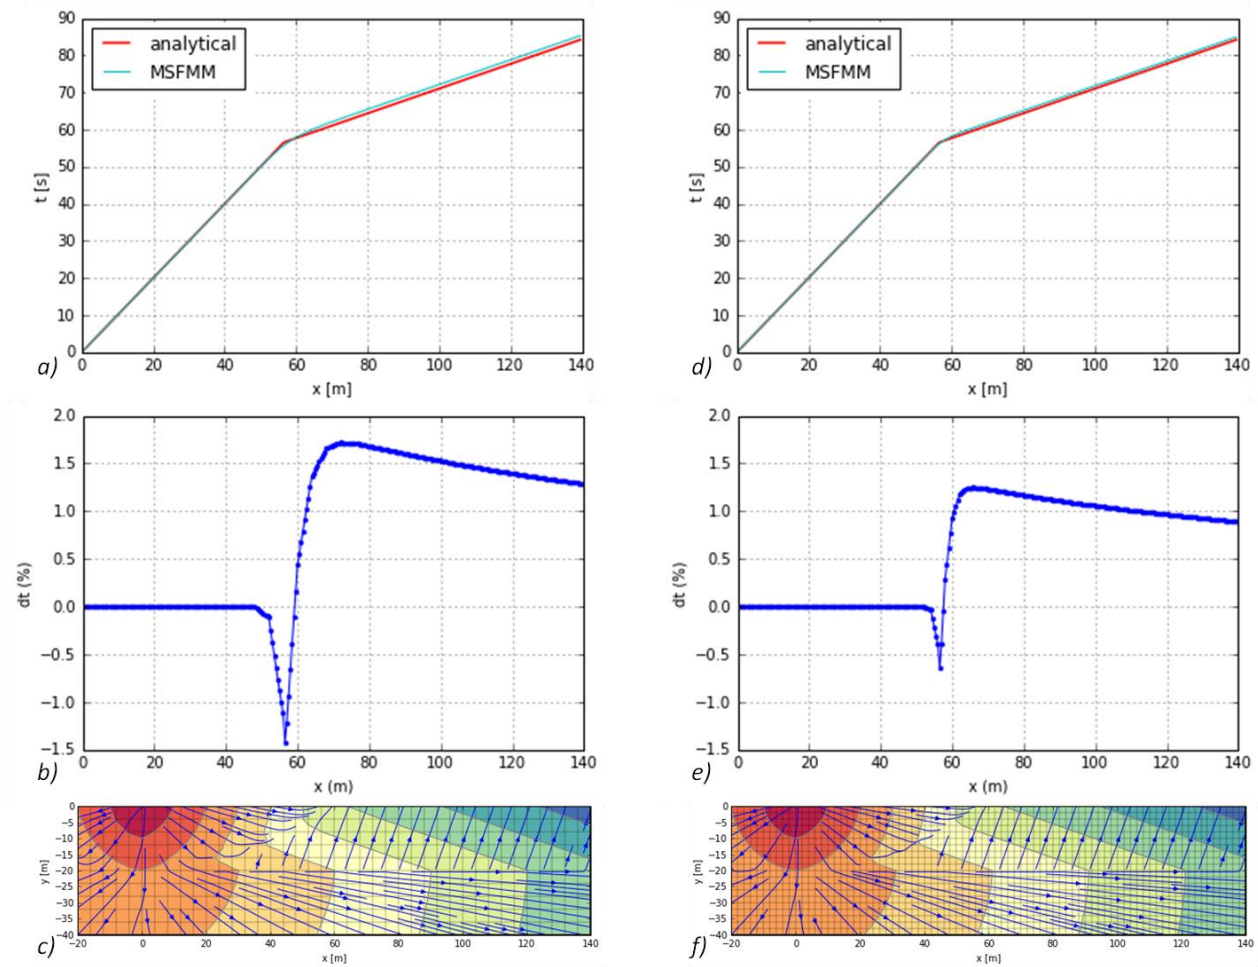 90
80
70
60
50
40
30
20
10
0
t [s]
analytical
MSFMM
0 20 40 60 80 100 120 140
x [m]
a)
90
80
70
60
50
40
30
20
10
0
t [s]
analytical
MSFMM
0 20 40 60 80 100 120 140
x [m]
d)
2.0
1.5
1.0
0.5
0.0
−0.5
−1.0
−1.5
dt (%)
0 20 40 60 80 100 120 140
x (m)
b)
2.0
1.5
1.0
0.5
0.0
−0.5
−1.0
−1.5
dt (%)
0 20 40 60 80 100 120 140
x (m)
e)
0
−5
−10
−15
−20
−25
−30
−35
−40
y [m]
−20 0 20 40 60 80 100 120 140
x [m]
c)
0
−5
−10
−15
−20
−25
−30
−35
−40
y [m]
−20 0 20 40 60 80 100 120 140
x [m]
f)